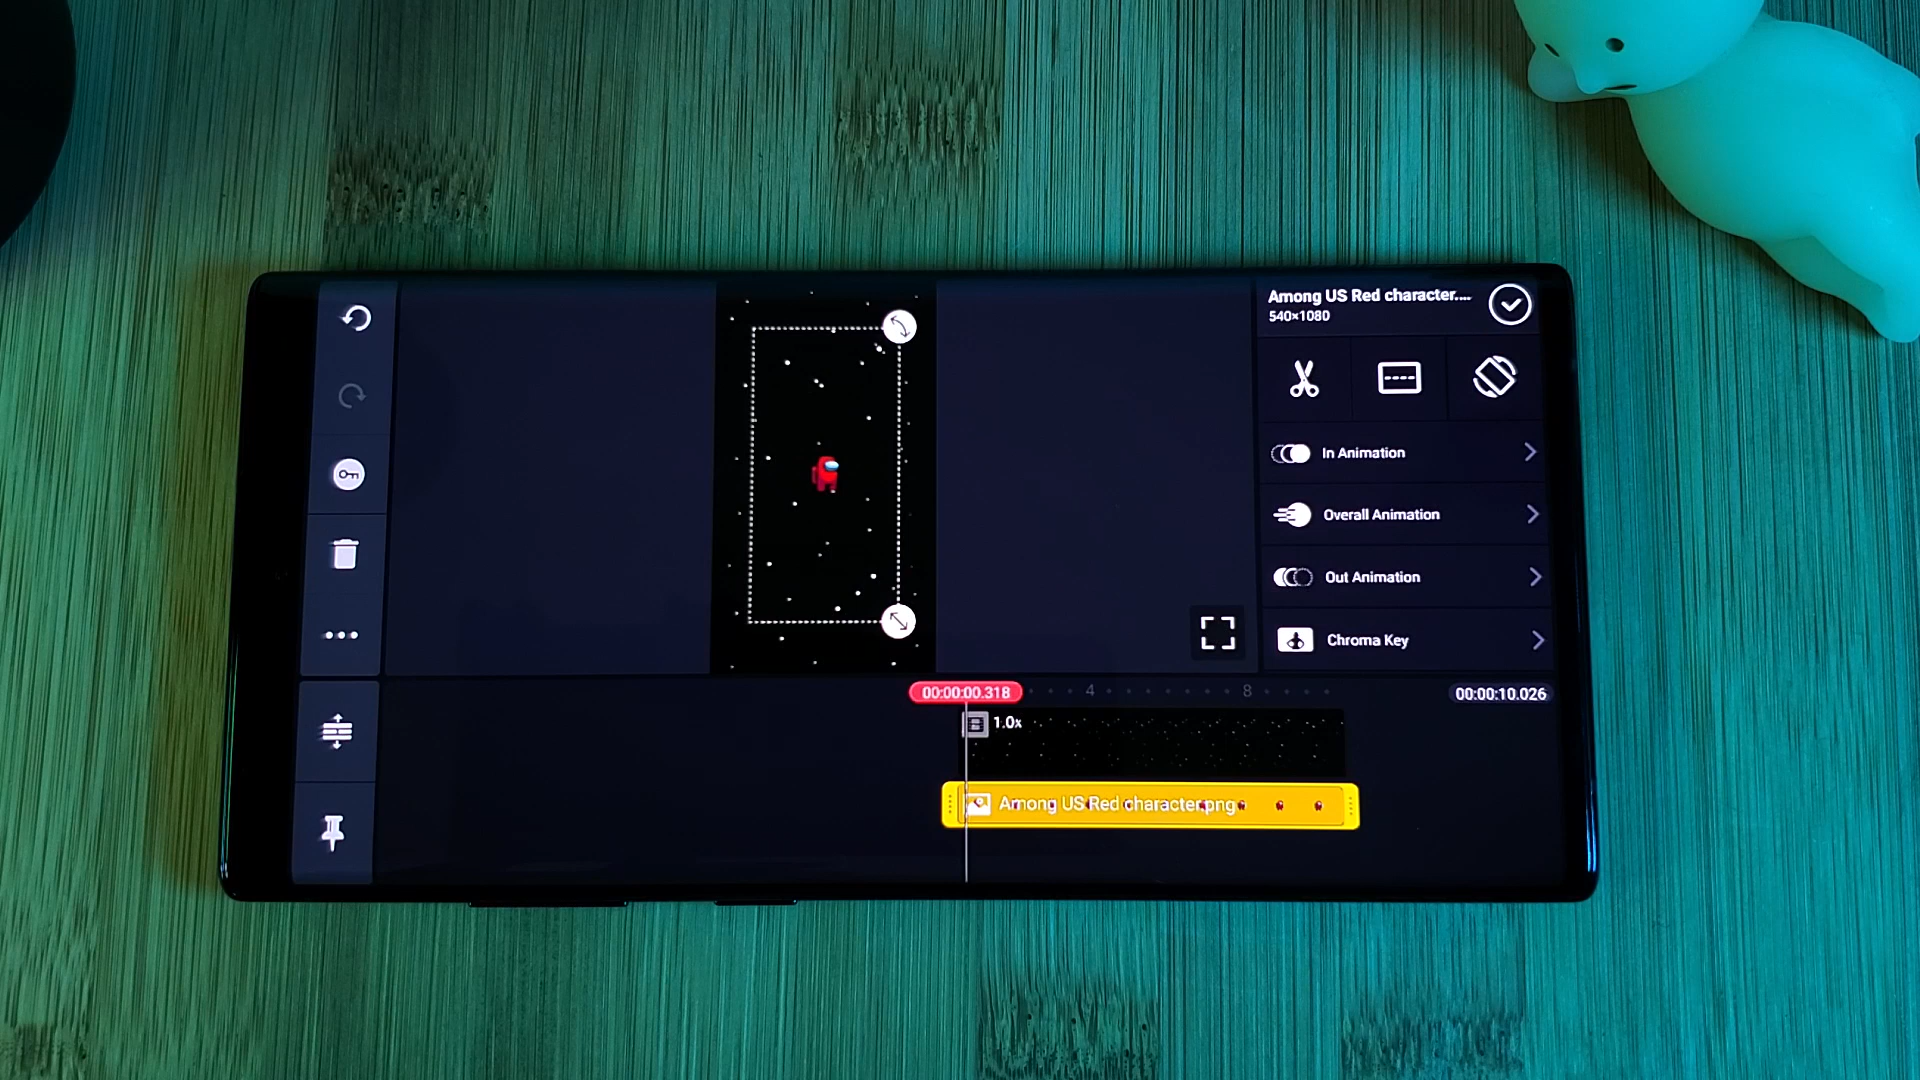 Among US Red character....
540×1080
In Animation
Overall Animation
Out Animation
Chroma Key
00:00:00.318
4
8
00:00:10.026
1.0x
Among US Red character.png